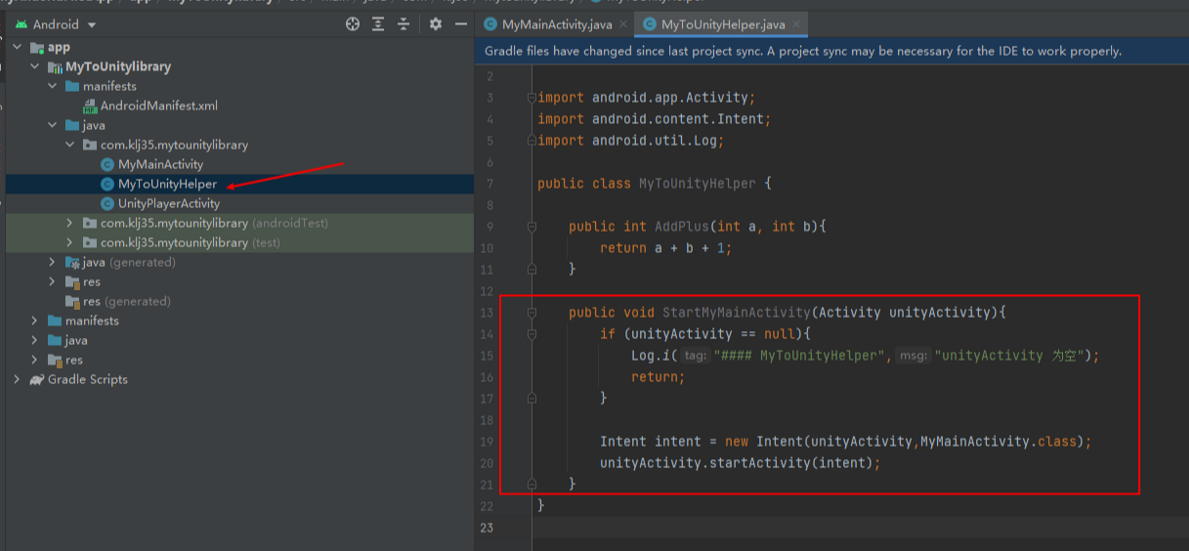 Android
app
MyToUnitylibrary
manifests
AndroidManifest.xml
java
com.klj35.mytounitylibrary
MyMainActivity
MyToUnityHelper
UnityPlayerActivity
com.klj35.mytounitylibrary (androidTest)
com.klj35.mytounitylibrary (test)
java (generated)
res
res (generated)
manifests
java
res
Gradle Scripts
MyMainActivity.java
MyToUnityHelper.java
Gradle files have changed since last project sync. A project sync may be necessary for the IDE to work properly.
2
3 import android.app.Activity;
4 import android.content.Intent;
5 import android.util.Log;
6
7 public class MyToUnityHelper {
8
9 public int AddPlus(int a, int b){
10 return a + b + 1;
11 }
12
13 public void StartMyMainActivity(Activity unityActivity){
14 if (unityActivity == null){
15 Log.i( tag: "#### MyToUnityHelper", msg: "unityActivity 为空");
16 return;
17 }
18
19 Intent intent = new Intent(unityActivity,MyMainActivity.class);
20 unityActivity.startActivity(intent);
21 }
22 }
23